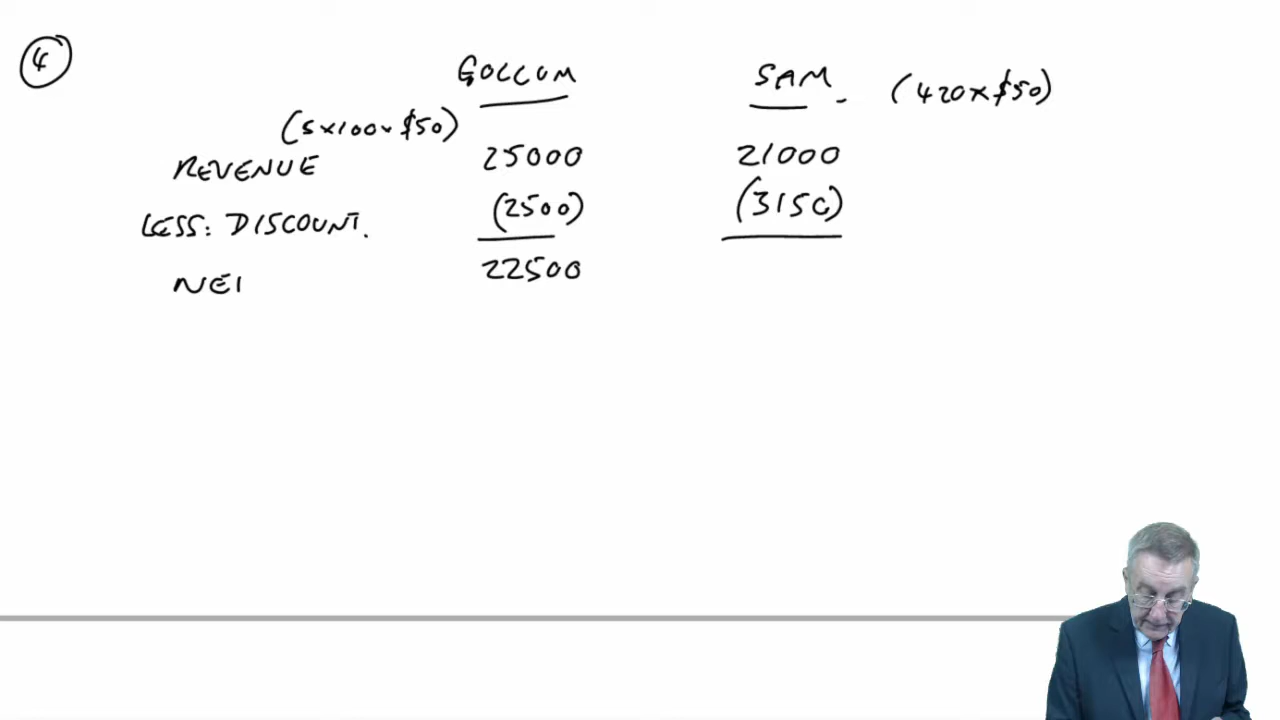 4
GOLLUM SAM (420×$50)
(5×100×$50)
REVENUE 25000 21000
LESS: DISCOUNT. (2500) (3150)
NET 22500